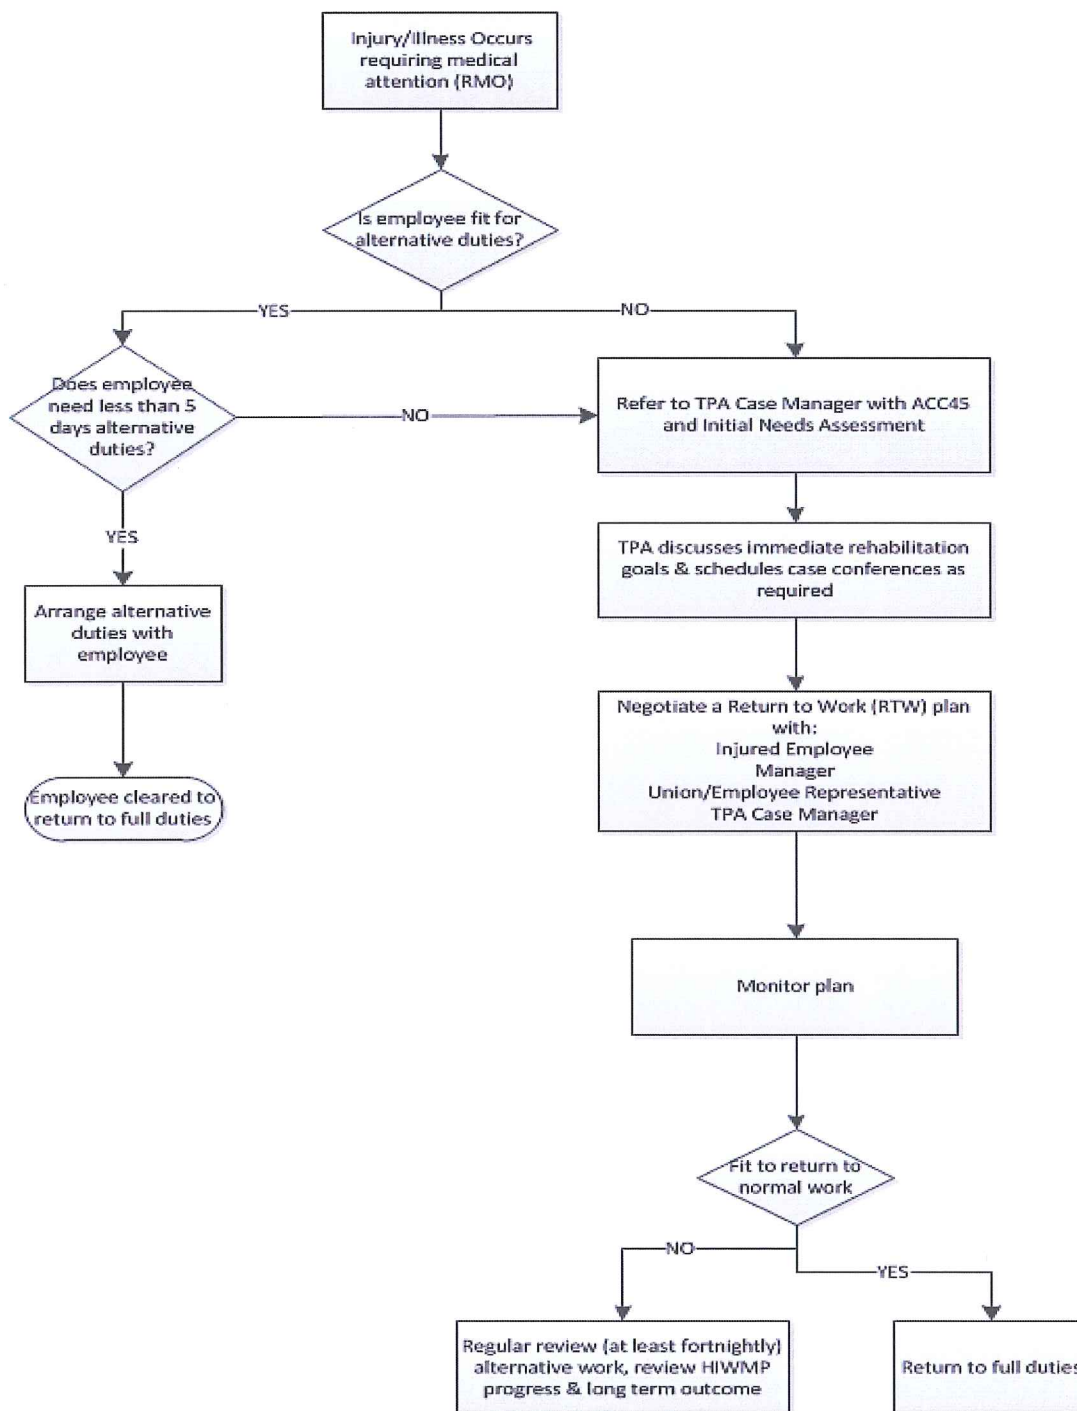 Injury/Illness Occurs
requiring medical
attention (RMO)
Is employee fit for
alternative duties?
YES
NO
Does employee
need less than 5
days alternative
duties?
NO
Refer to TPA Case Manager with ACC45
and Initial Needs Assessment
YES
TPA discusses immediate rehabilitation
goals & schedules case conferences as
required
Arrange alternative
duties with
employee
Negotiate a Return to Work (RTW) plan
with:
Injured Employee
Manager
Union/Employee Representative
TPA Case Manager
Employee cleared to
return to full duties
Monitor plan
Fit to return to
normal work
NO
YES
Regular review (at least fortnightly)
alternative work, review HIWMP
progress & long term outcome
Return to full duties